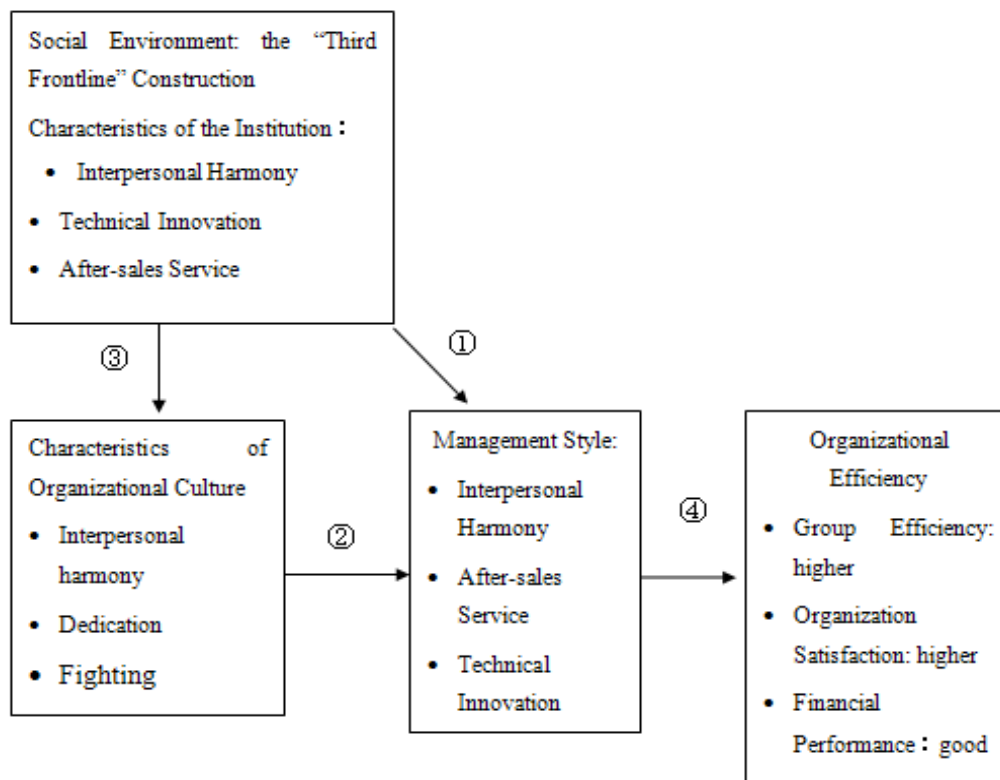 Social Environment: the “Third
Frontline” Construction
Characteristics of the Institution：
• Interpersonal Harmony
• Technical Innovation
• After-sales Service
③
①
Characteristics of
Organizational Culture
• Interpersonal
harmony
• Dedication
• Fighting
②
Management Style:
• Interpersonal
Harmony
• After-sales
Service
• Technical
Innovation
④
Organizational
Efficiency
• Group Efficiency:
higher
• Organization
Satisfaction: higher
• Financial
Performance：good